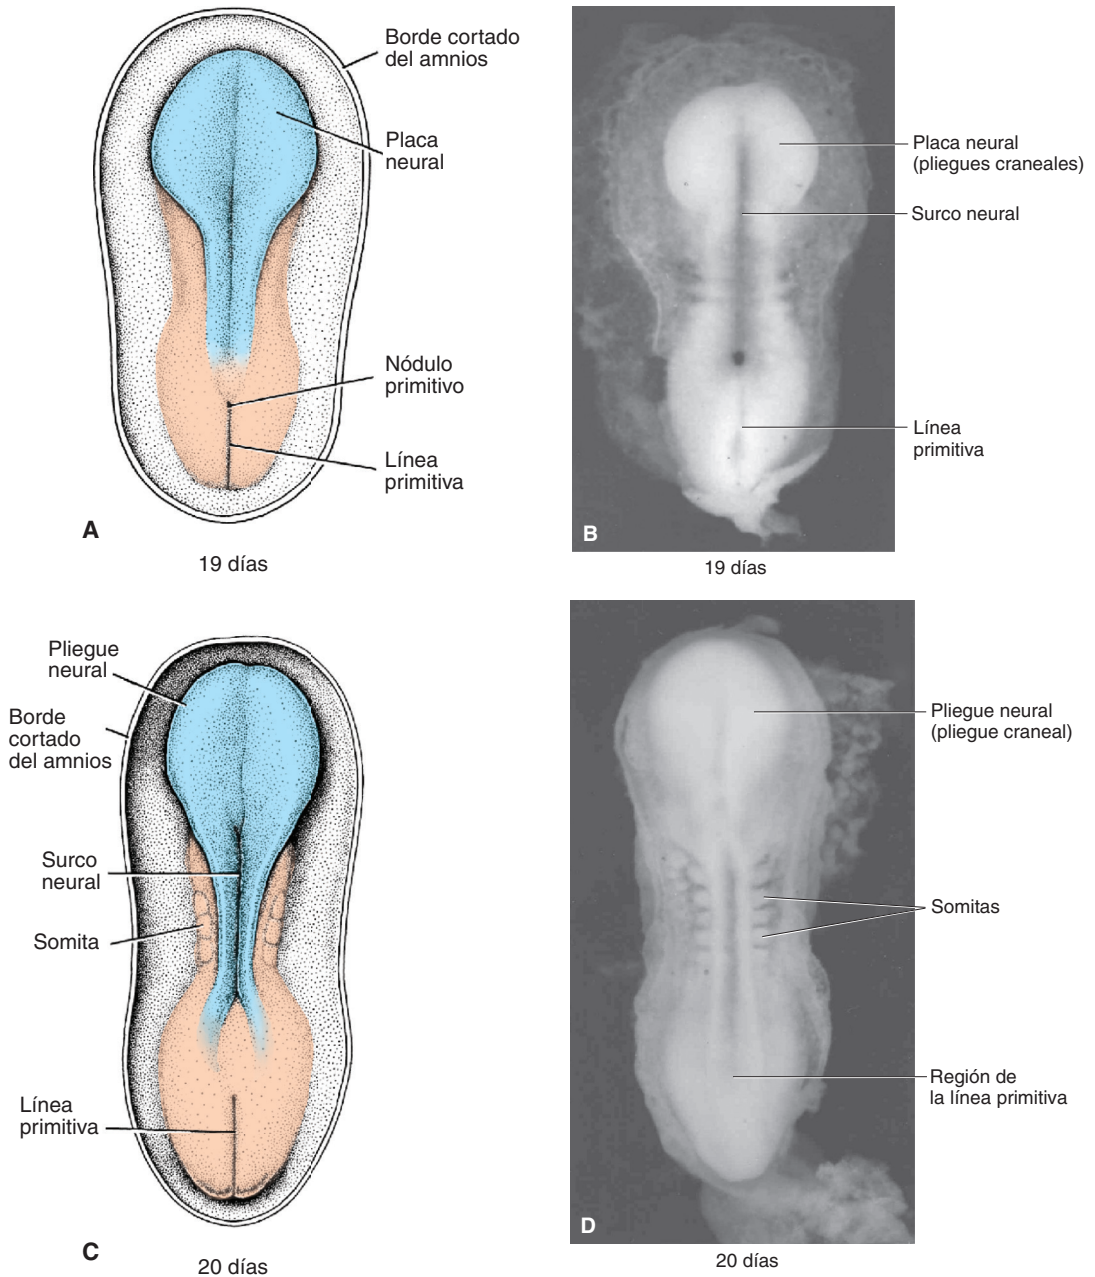 Borde cortado
del amnios
Placa
neural
Nódulo
primitivo
Línea
primitiva
A
19 días
Placa neural
(pliegues craneales)
Surco neural
Línea
primitiva
B
19 días
Pliegue
neural
Borde
cortado
del amnios
Surco
neural
Somita
Línea
primitiva
C
20 días
Pliegue neural
(pliegue craneal)
Somitas
Región de
la línea primitiva
D
20 días